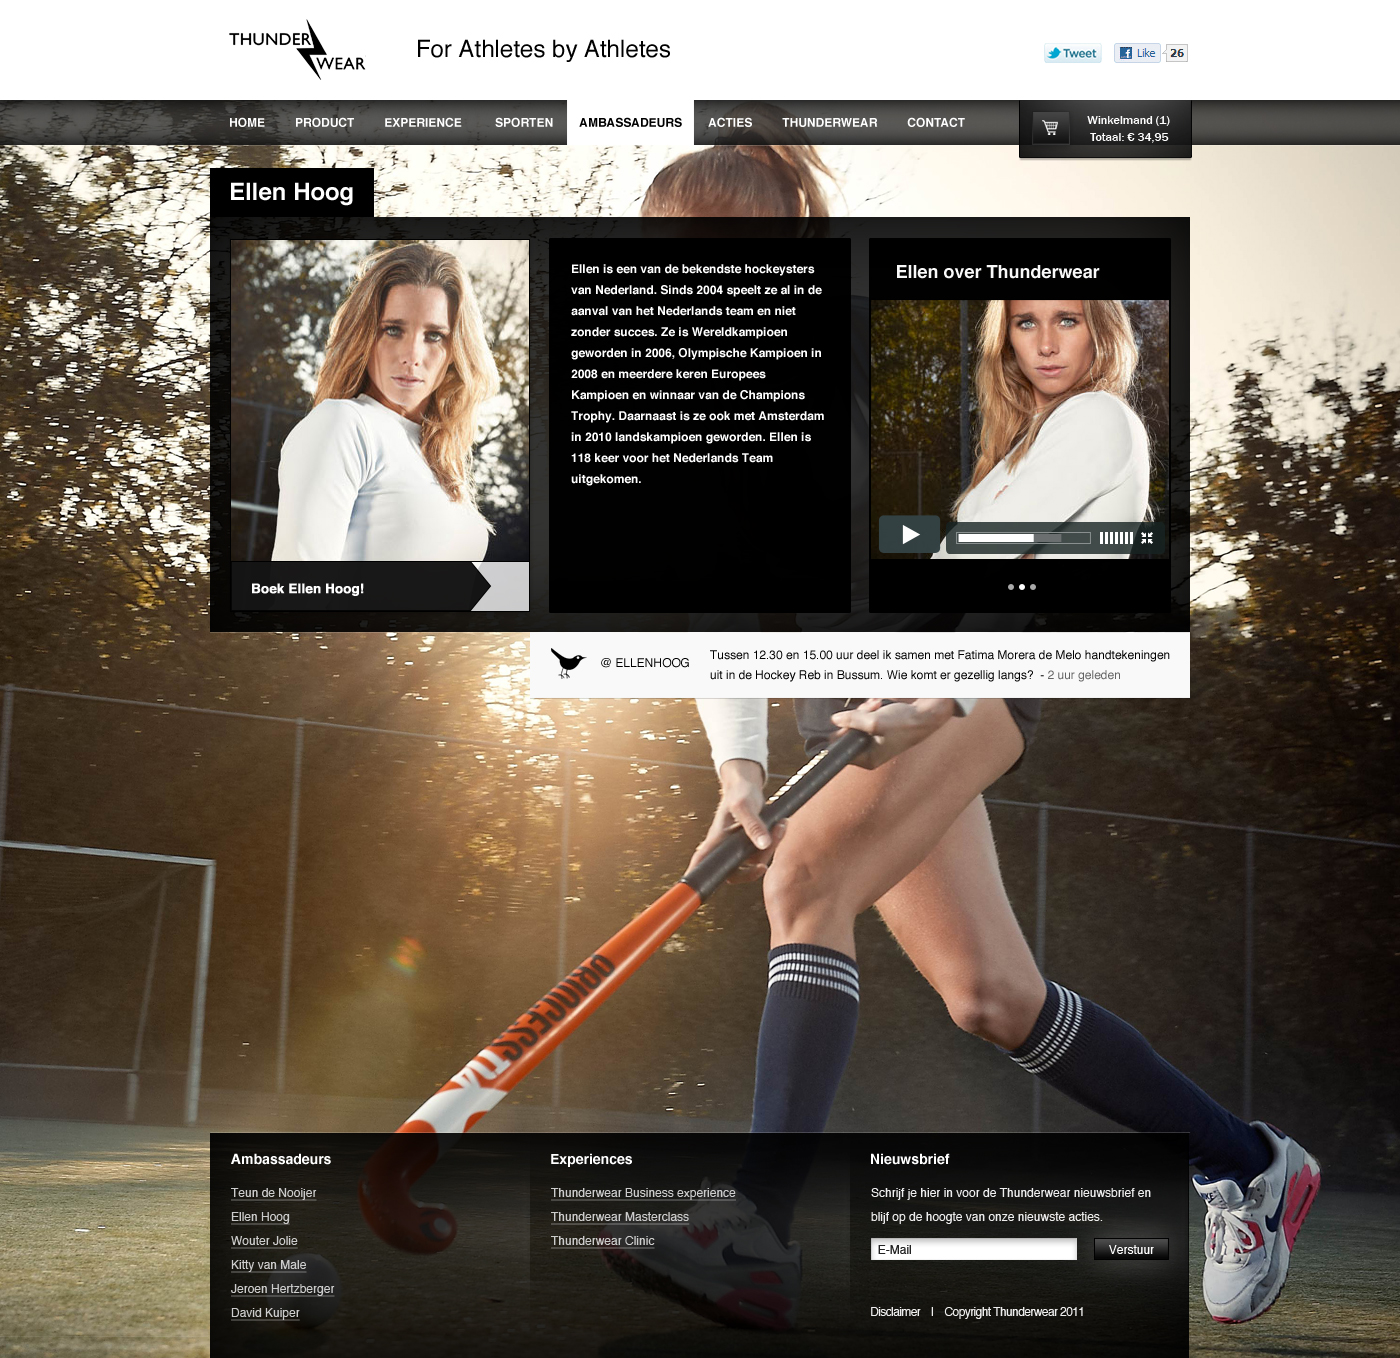 THUNDER
WEAR
For Athletes by Athletes
Tweet
Like
26
HOME
PRODUCT
EXPERIENCE
SPORTEN
AMBASSADEURS
ACTIES
THUNDERWEAR
CONTACT
Winkelmand (1)
Totaal: € 34,95
Ellen Hoog
Boek Ellen Hoog!
Ellen is een van de bekendste hockeysters
van Nederland. Sinds 2004 speelt ze al in de
aanval van het Nederlands team en niet
zonder succes. Ze is Wereldkampioen
geworden in 2006, Olympische Kampioen in
2008 en meerdere keren Europees
Kampioen en winnaar van de Champions
Trophy. Daarnaast is ze ook met Amsterdam
in 2010 landskampioen geworden. Ellen is
118 keer voor het Nederlands Team
uitgekomen.
Ellen over Thunderwear
@ ELLENHOOG
Tussen 12.30 en 15.00 uur deel ik samen met Fatima Morera de Melo handtekeningen
uit in de Hockey Reb in Bussum. Wie komt er gezellig langs? - 2 uur geleden
PRINCESS
Ambassadeurs
Teun de Nooijer
Ellen Hoog
Wouter Jolie
Kitty van Male
Jeroen Hertzberger
David Kuiper
Experiences
Thunderwear Business experience
Thunderwear Masterclass
Thunderwear Clinic
Nieuwsbrief
Schrijf je hier in voor de Thunderwear nieuwsbrief en
blijf op de hoogte van onze nieuwste acties.
E-Mail
Verstuur
Disclaimer I Copyright Thunderwear 2011